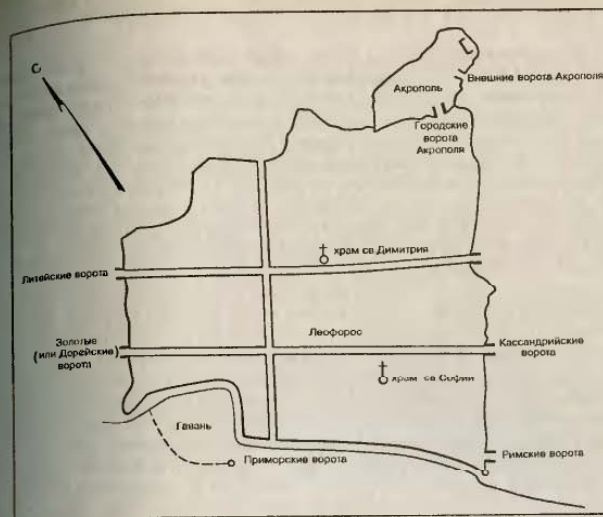 С
Акрополь
Внешние ворота Акрополя
Городские
ворота
Акрополя
храм св Димитрия
Литейские ворота
Леофорос
Золотые
(или Дорейские)
ворота
Кассандрийские
ворота
храм св Софии
Гавань
Приморские ворота
Римские ворота